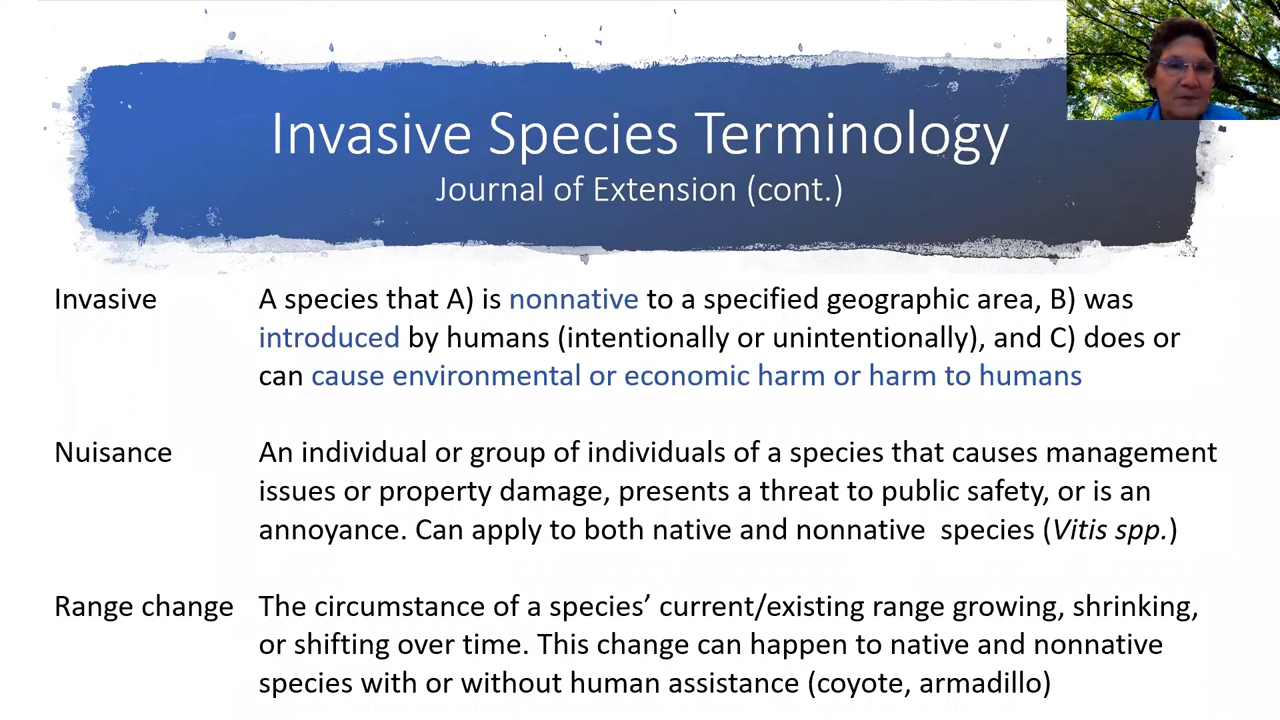 Invasive Species Terminology
Journal of Extension (cont.)
Invasive A species that A) is nonnative to a specified geographic area, B) was
introduced by humans (intentionally or unintentionally), and C) does or
can cause environmental or economic harm or harm to humans
Nuisance An individual or group of individuals of a species that causes management
issues or property damage, presents a threat to public safety, or is an
annoyance. Can apply to both native and nonnative  species (Vitis spp.)
Range change The circumstance of a species’ current/existing range growing, shrinking,
or shifting over time. This change can happen to native and nonnative
species with or without human assistance (coyote, armadillo)